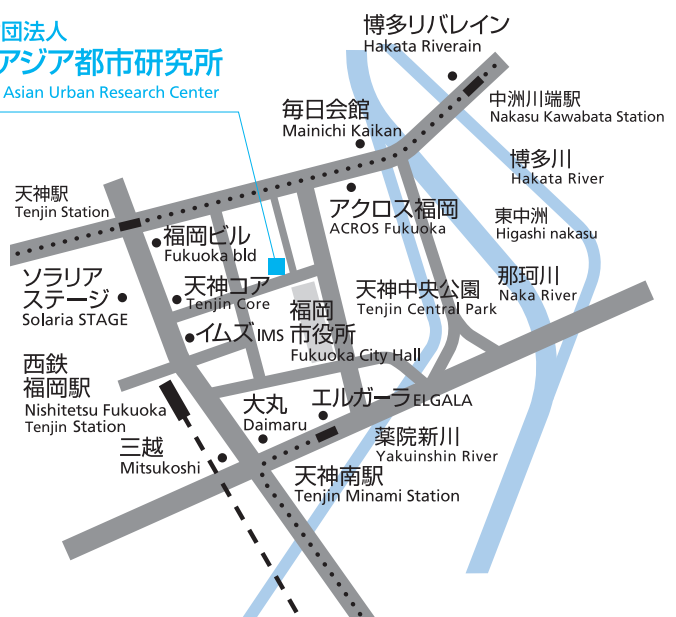 団法人
アジア都市研究所
Asian Urban Research Center
博多リバレイン
Hakata Riverain
毎日会館
Mainichi Kaikan
中洲川端駅
Nakasu Kawabata Station
博多川
Hakata River
天神駅
Tenjin Station
アクロス福岡
ACROS Fukuoka
東中洲
Higashi nakasu
福岡ビル
Fukuoka bld
ソラリア
ステージ
Solaria STAGE
天神コア
Tenjin Core
福岡
市役所
Fukuoka City Hall
天神中央公園
Tenjin Central Park
那珂川
Naka River
イムズ IMS
西鉄
福岡駅
Nishitetsu Fukuoka
Tenjin Station
大丸
Daimaru
エルガーラ ELGALA
三越
Mitsukoshi
薬院新川
Yakuinshin River
天神南駅
Tenjin Minami Station